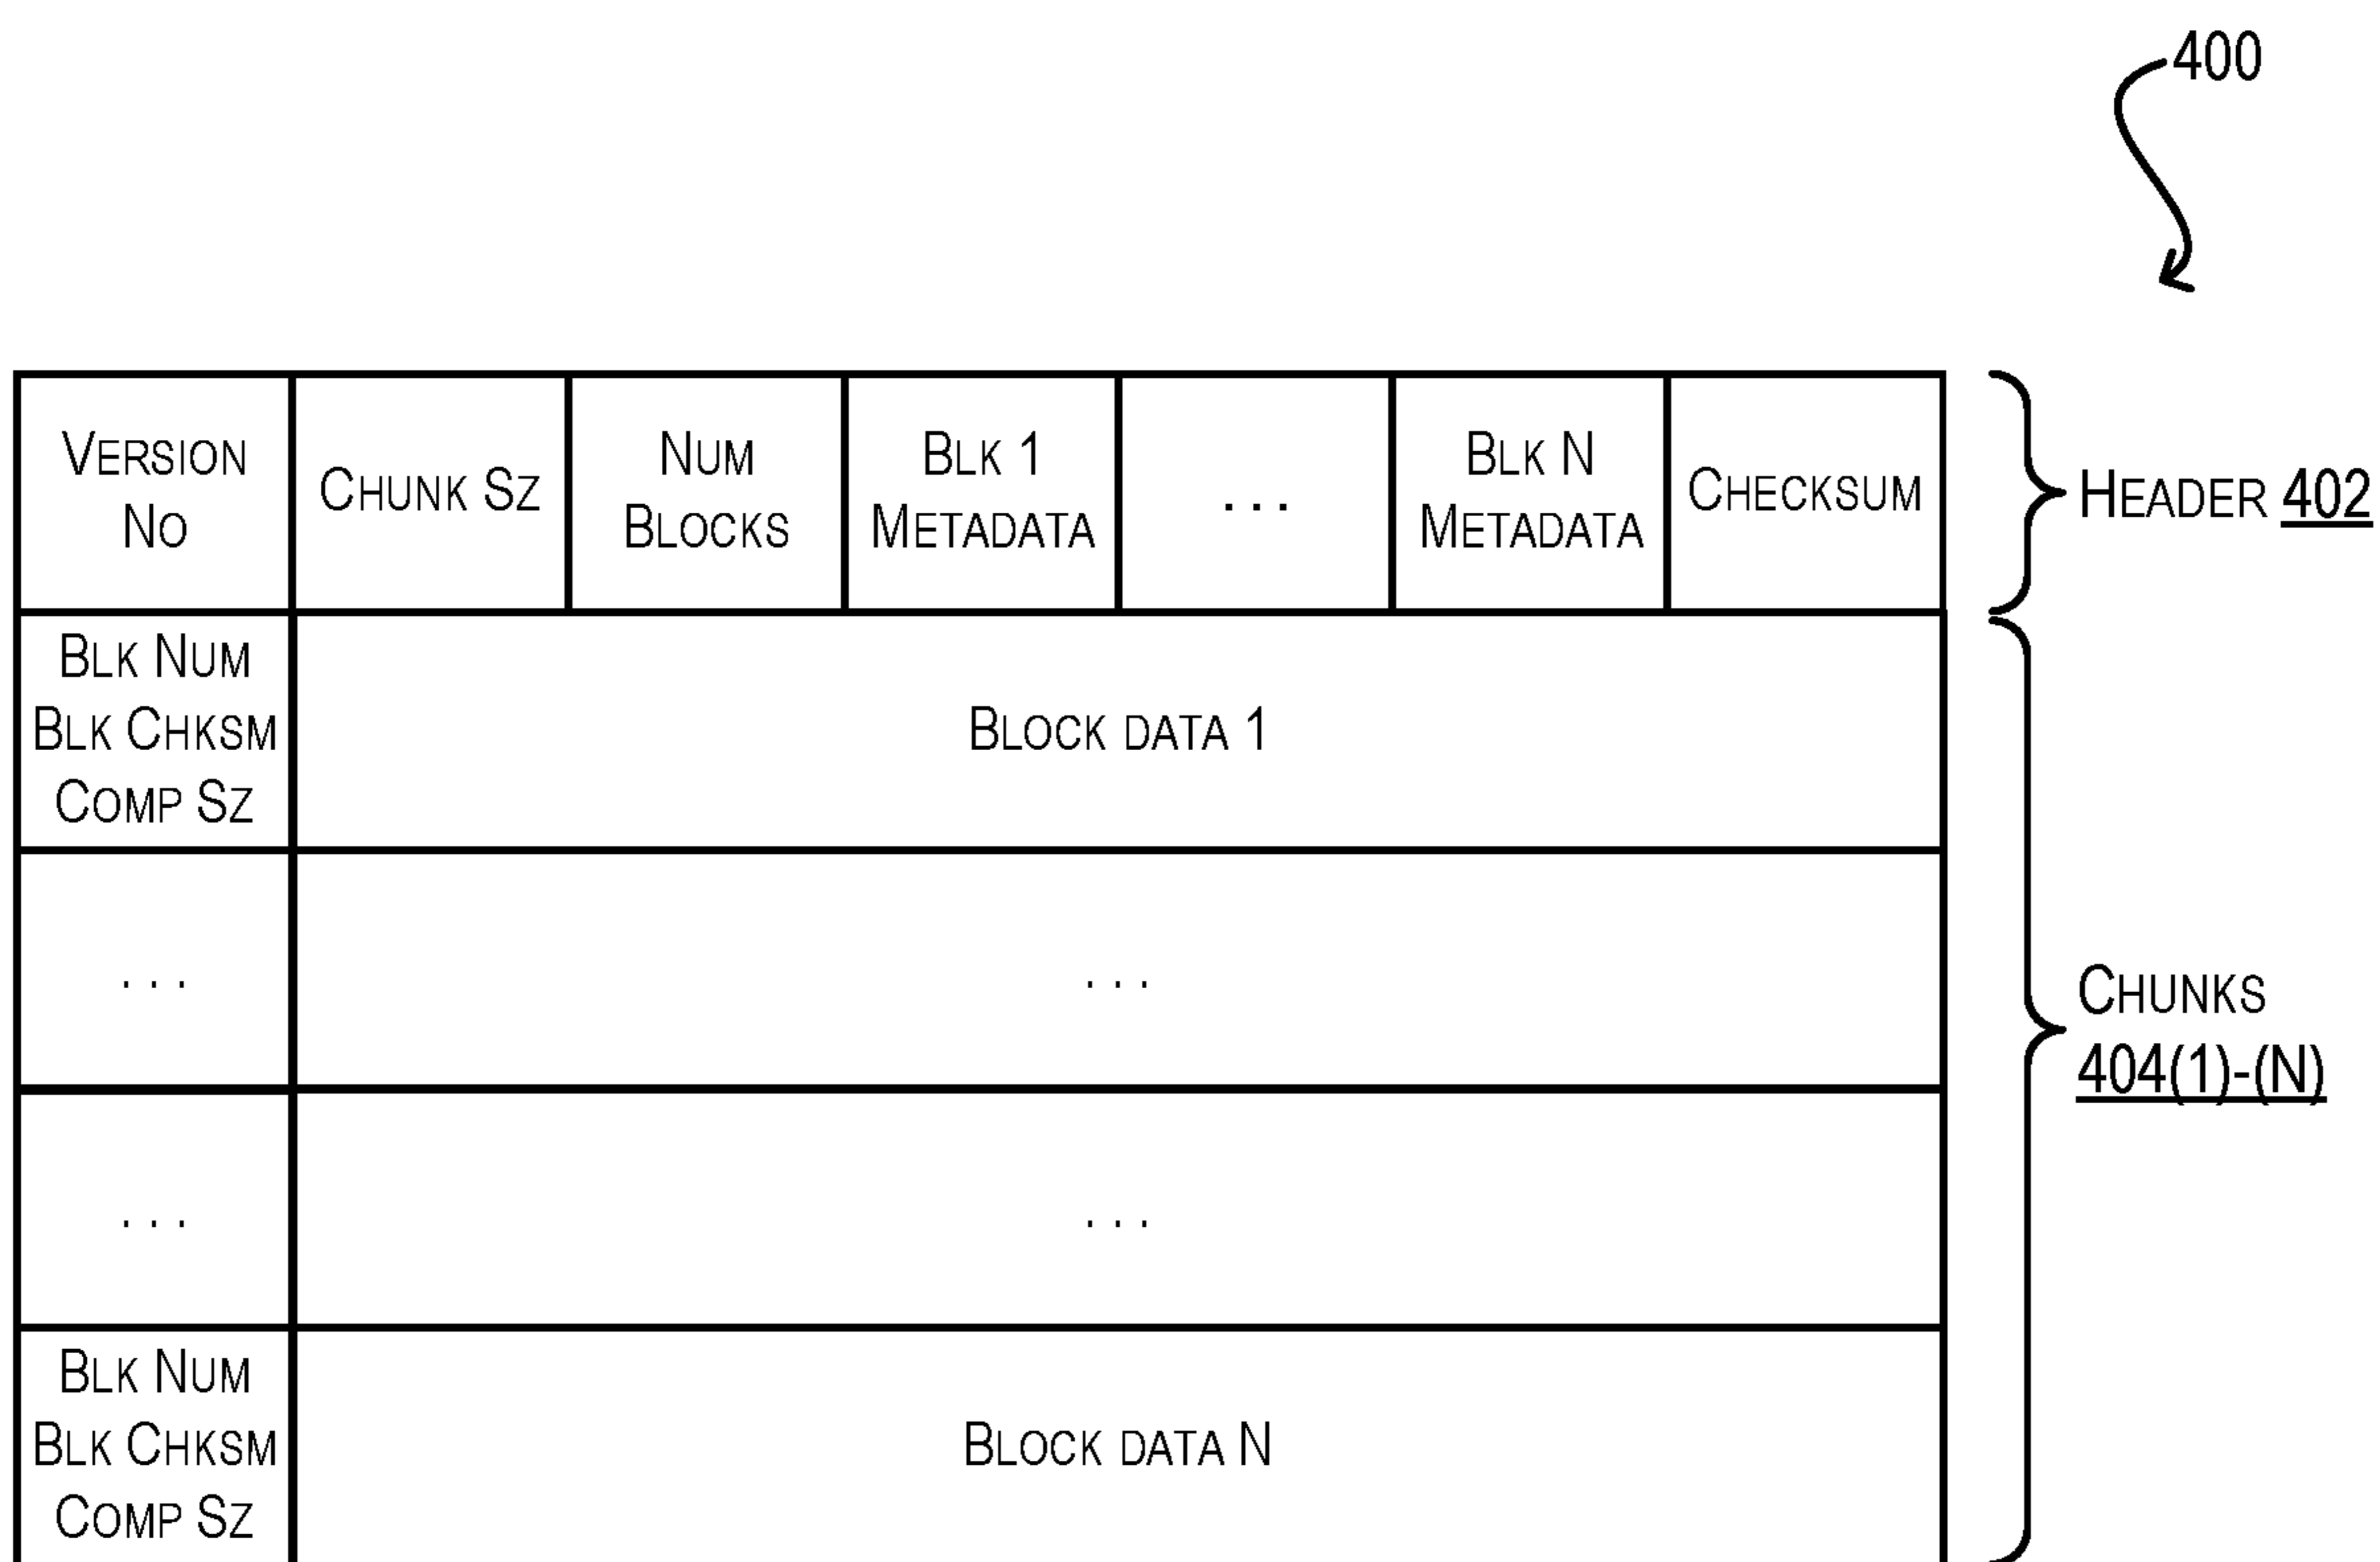 400
Version No
Chunk Sz
Num Blocks
Blk 1 Metadata
...
Blk N Metadata
Checksum
Header 402
Blk Num
Blk Chksm
Comp Sz
Block data 1
...
...
Chunks
404(1)-(N)
...
...
Blk Num
Blk Chksm
Comp Sz
Block data N